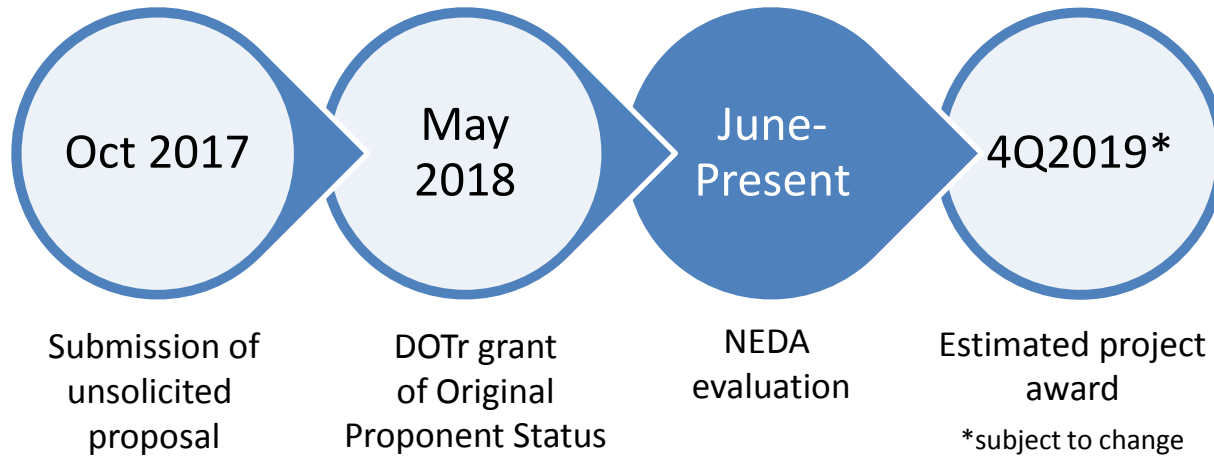 Oct 2017
May
2018
June-
Present
4Q2019*
Submission of
unsolicited
proposal
DOTr grant
of Original
Proponent Status
NEDA
evaluation
Estimated project
award
*subject to change